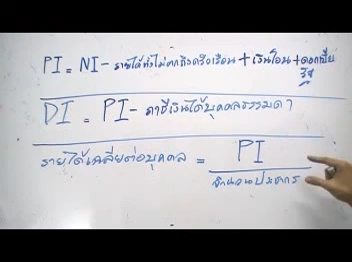 PI = NI - รายได้ที่ไม่ตกถึงครัวเรือน + เงินโอน + ดอกเบี้ย
รัฐ
DI = PI - ภาษีเงินได้บุคคลธรรมดา
รายได้เฉลี่ยต่อบุคคล = PI
จำนวนประชากร